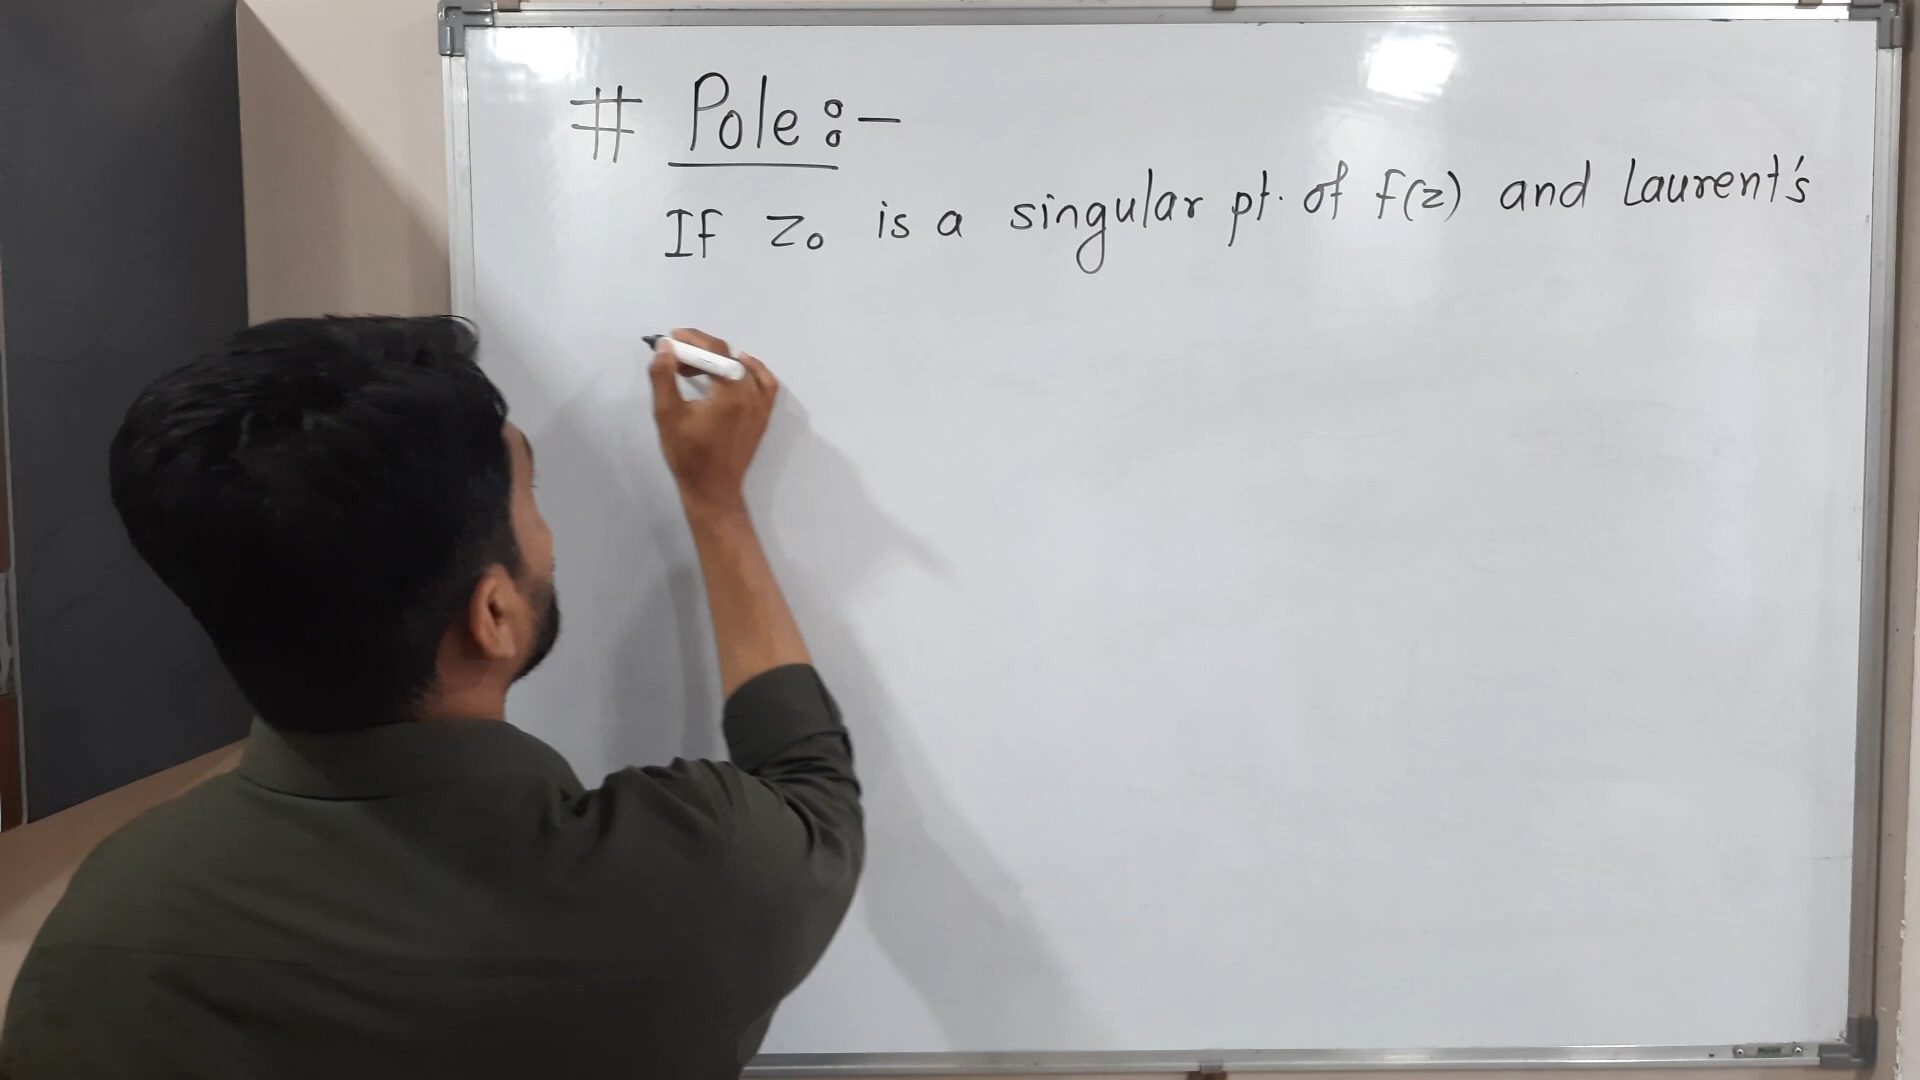 # Pole :-
If z₀ is a singular pt. of f(z) and Laurent's